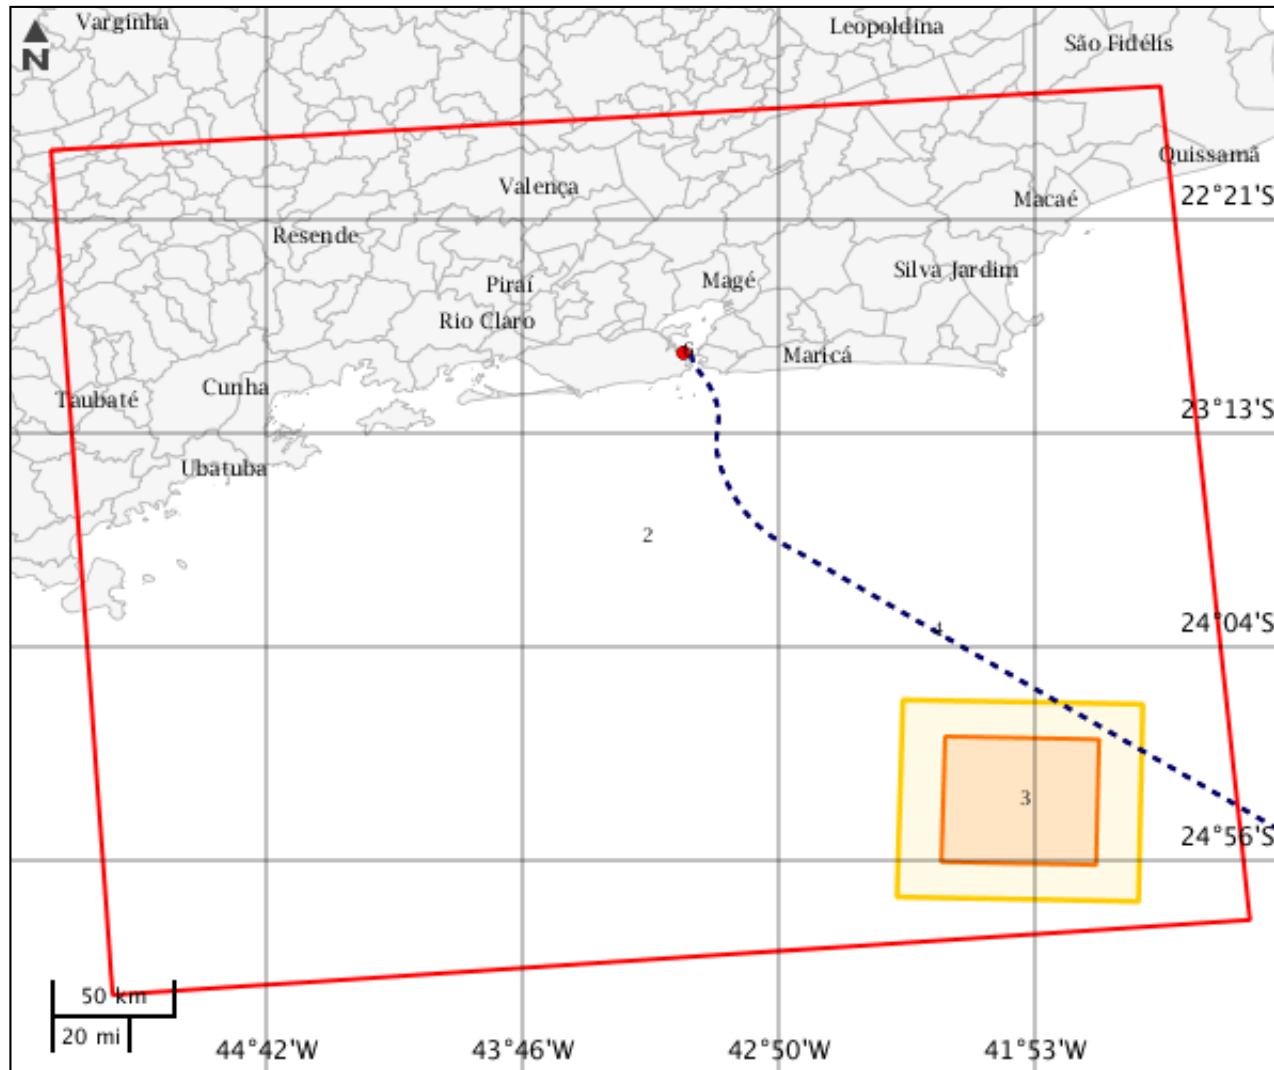 Varginha
Leopoldina
São Fidélis
N
Quissamã
Valença
Macaé
22°21'S
Resende
Silva Jardim
Piraí
Magé
Rio Claro
Maricá
Cunha
Taubaté
23°13'S
Ubatuba
2
24°04'S
4
3
24°56'S
50 km
20 mi
44°42'W
43°46'W
42°50'W
41°53'W